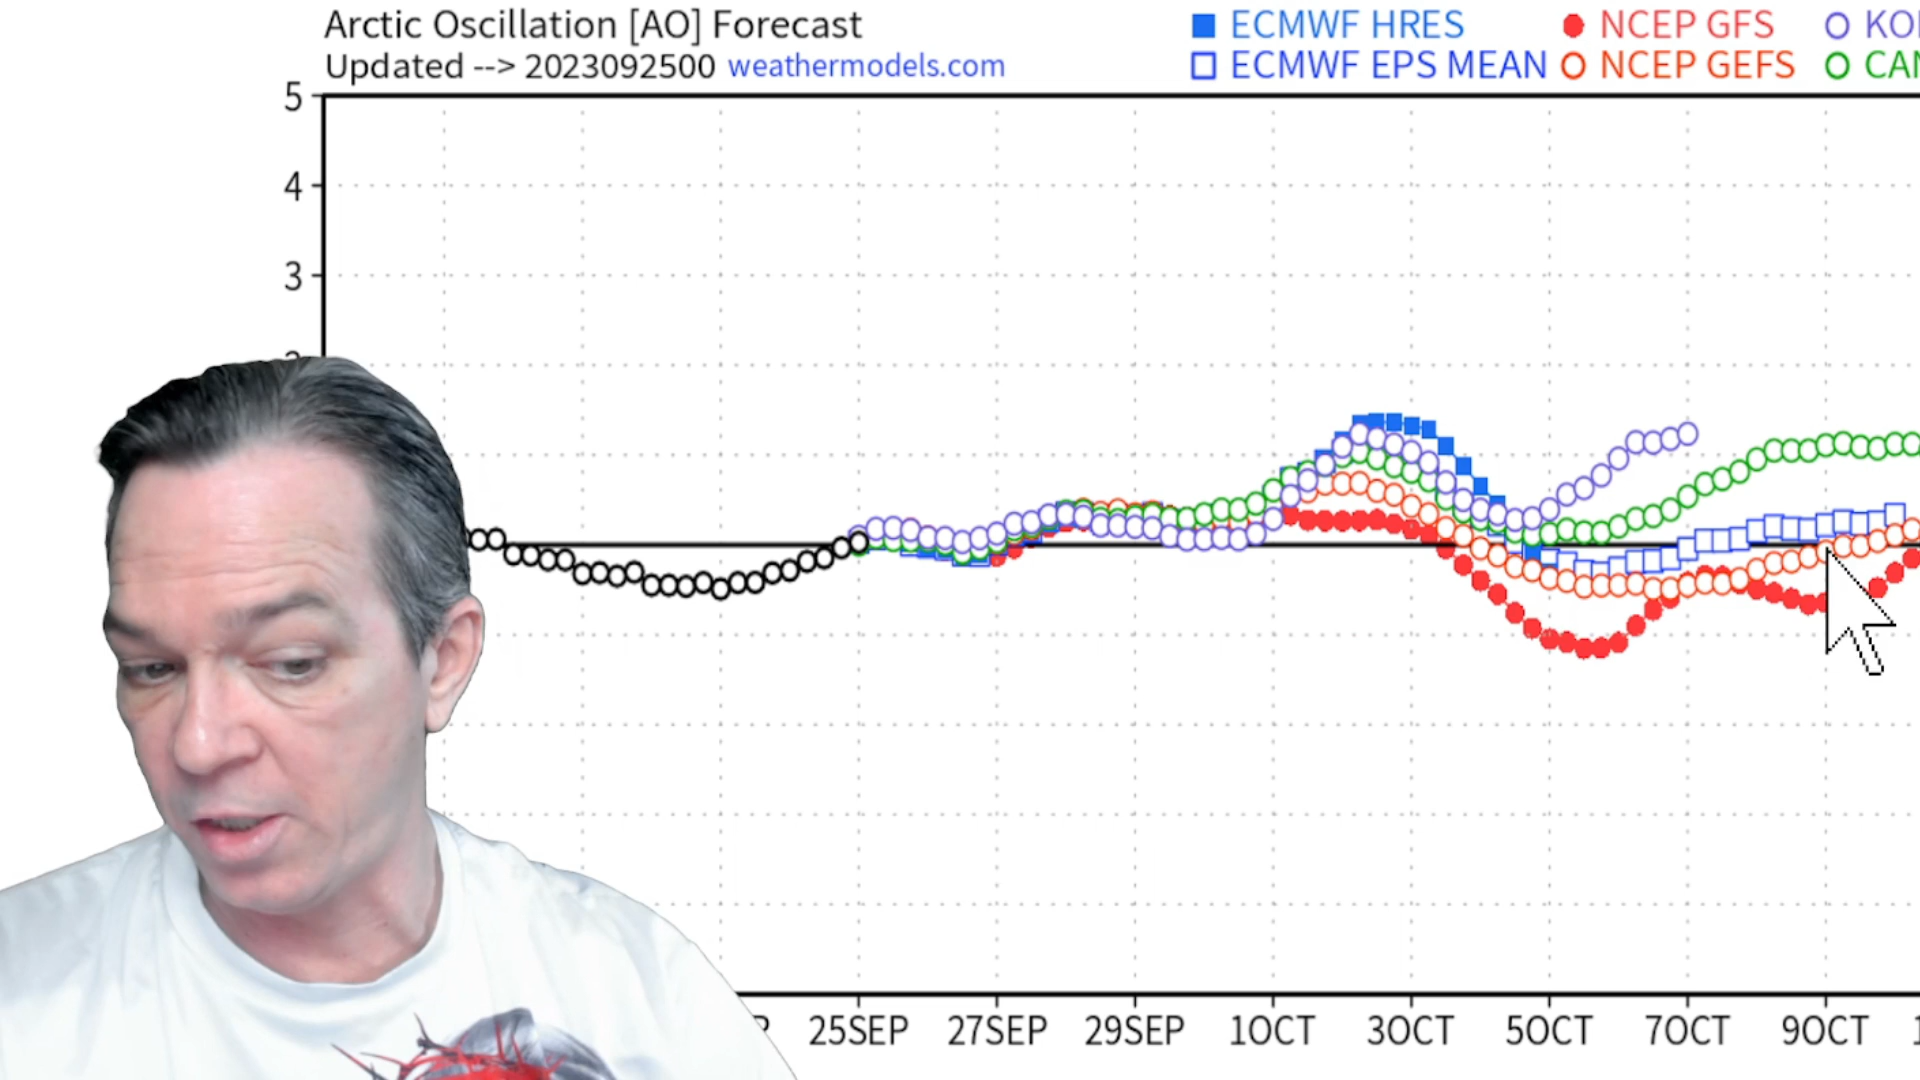 Arctic Oscillation [AO] Forecast
Updated --> 2023092500 weathermodels.com
ECMWF HRES
NCEP GFS
ECMWF EPS MEAN
NCEP GEFS
5
4
3
25SEP 27SEP 29SEP 1OCT 3OCT 5OCT 7OCT 9OCT